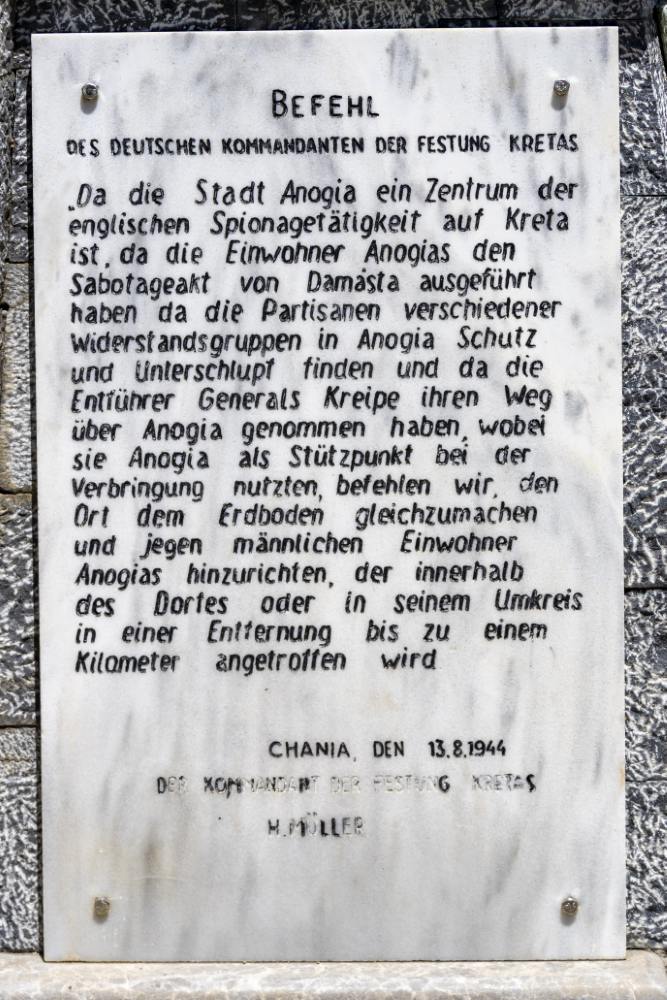 BEFEHL
DES DEUTSCHEN KOMMANDANTEN DER FESTUNG KRETAS
„Da die Stadt Anogia ein Zentrum der
englischen Spionagetätigkeit auf Kreta
ist, da die Einwohner Anogias den
Sabotageakt von Damasta ausgeführt
haben da die Partisanen verschiedener
Widerstandsgruppen in Anogia Schutz
und Unterschlupf finden und da die
Entführer Generals Kreipe ihren Weg
über Anogia genommen haben, wobei
sie Anogia als Stützpunkt bei der
Verbringung nutzten, befehlen wir, den
Ort dem Erdboden gleichzumachen
und jegen männlichen Einwohner
Anogias hinzurichten, der innerhalb
des Dorfes oder in seinem Umkreis
in einer Entfernung bis zu einem
Kilometer angetroffen wird
CHANIA, DEN 13.8.1944
DER KOMMANDANT DER FESTUNG KRETAS
H.MÜLLER